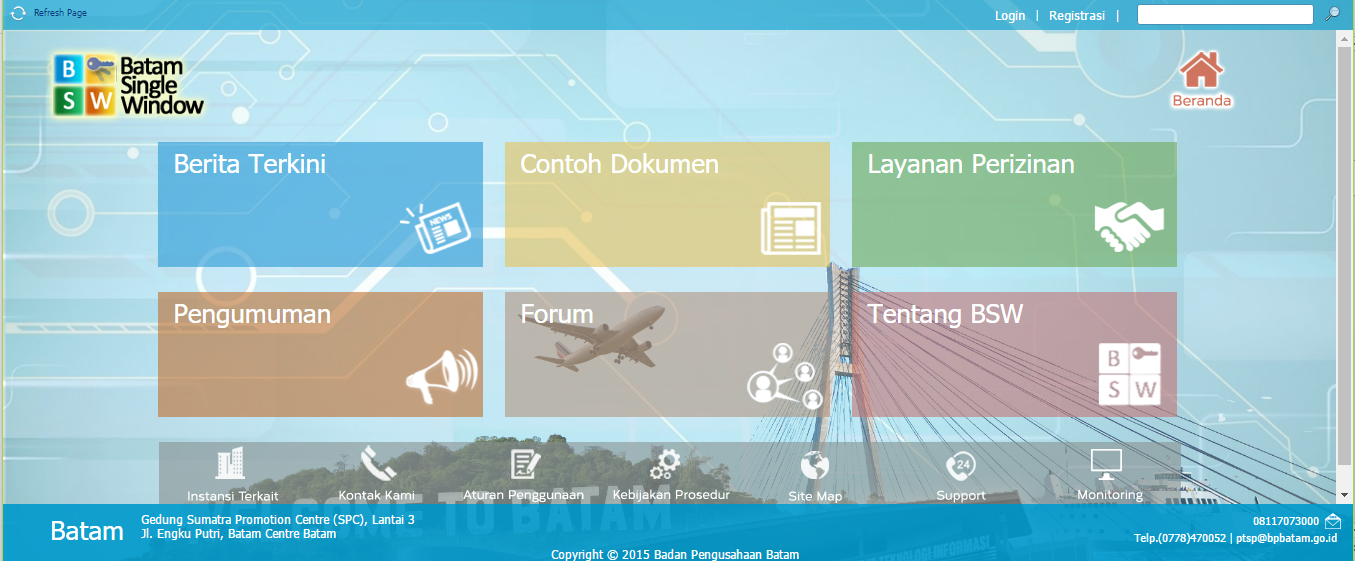 Refresh Page
Login | Registrasi |
B S W
Batam
Single
Window
Beranda
Berita Terkini
NEWS
Contoh Dokumen
Layanan Perizinan
Pengumuman
Forum
Tentang BSW
B
S W
Instansi Terkait
Kontak Kami
Aturan Penggunaan
Kebijakan Prosedur
Site Map
24
Support
Monitoring
WELCOME TO BATAM
Batam
Gedung Sumatra Promotion Centre (SPC), Lantai 3
Jl. Engku Putri, Batam Centre Batam
08117073000
Telp.(0778)470052 | ptsp@bpbatam.go.id
Copyright © 2015 Badan Pengusahaan Batam